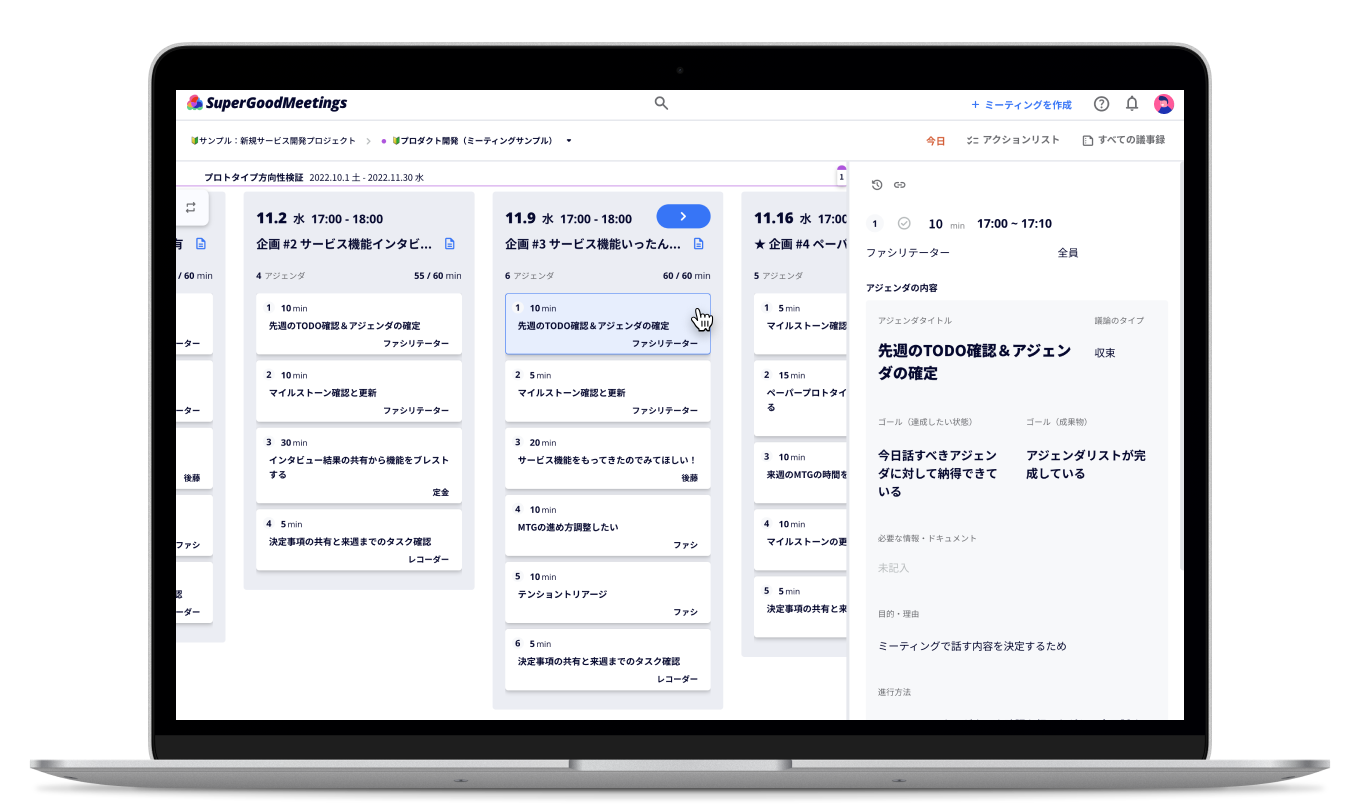 SuperGoodMeetings
+ ミーティングを作成
サンプル：新規サービス開発プロジェクト
プロダクト開発（ミーティングサンプル）
今日
アクションリスト
すべての議事録
プロトタイプ方向性検証 2022.10.1 土 - 2022.11.30 水
1
有
/ 60 min
ーター
ーター
後藤
ファシ
認
ーダー
11.2 水 17:00 - 18:00
企画 #2 サービス機能インタビ...
4 アジェンダ
55 / 60 min
1 10 min
先週のTODO確認＆アジェンダの確定
ファシリテーター
2 10 min
マイルストーン確認と更新
ファシリテーター
3 30 min
インタビュー結果の共有から機能をブレスト
する
定金
4 5 min
決定事項の共有と来週までのタスク確認
レコーダー
11.9 水 17:00 - 18:00
企画 #3 サービス機能いったん...
6 アジェンダ
60 / 60 min
1 10 min
先週のTODO確認＆アジェンダの確定
ファシリテーター
2 5 min
マイルストーン確認と更新
ファシリテーター
3 20 min
サービス機能をもってきたのでみてほしい！
後藤
4 10 min
MTGの進め方調整したい
ファシ
5 10 min
テンショントリアージ
ファシ
6 5 min
決定事項の共有と来週までのタスク確認
レコーダー
11.16 水 17:00
★ 企画 #4 ペーパ
5 アジェンダ
1 5 min
マイルストーン確認
2 15 min
ペーパープロトタイ
る
3 10 min
来週のMTGの時間を
4 10 min
マイルストーンの更
5 5 min
決定事項の共有と来
1
10 min 17:00 ~ 17:10
ファシリテーター
全員
アジェンダの内容
アジェンダタイトル
議論のタイプ
先週のTODO確認＆アジェン
ダの確定
収束
ゴール（達成したい状態）
ゴール（成果物）
今日話すべきアジェン
ダに対して納得できて
いる
アジェンダリストが完
成している
必要な情報・ドキュメント
未記入
目的・理由
ミーティングで話す内容を決定するため
進行方法